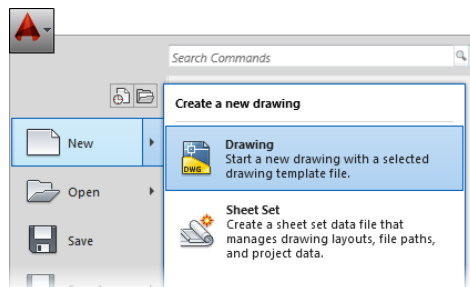 Search Commands
Create a new drawing
New
Drawing
Start a new drawing with a selected
drawing template file.
DWG
Open
Sheet Set
Create a sheet set data file that
manages drawing layouts, file paths,
and project data.
Save